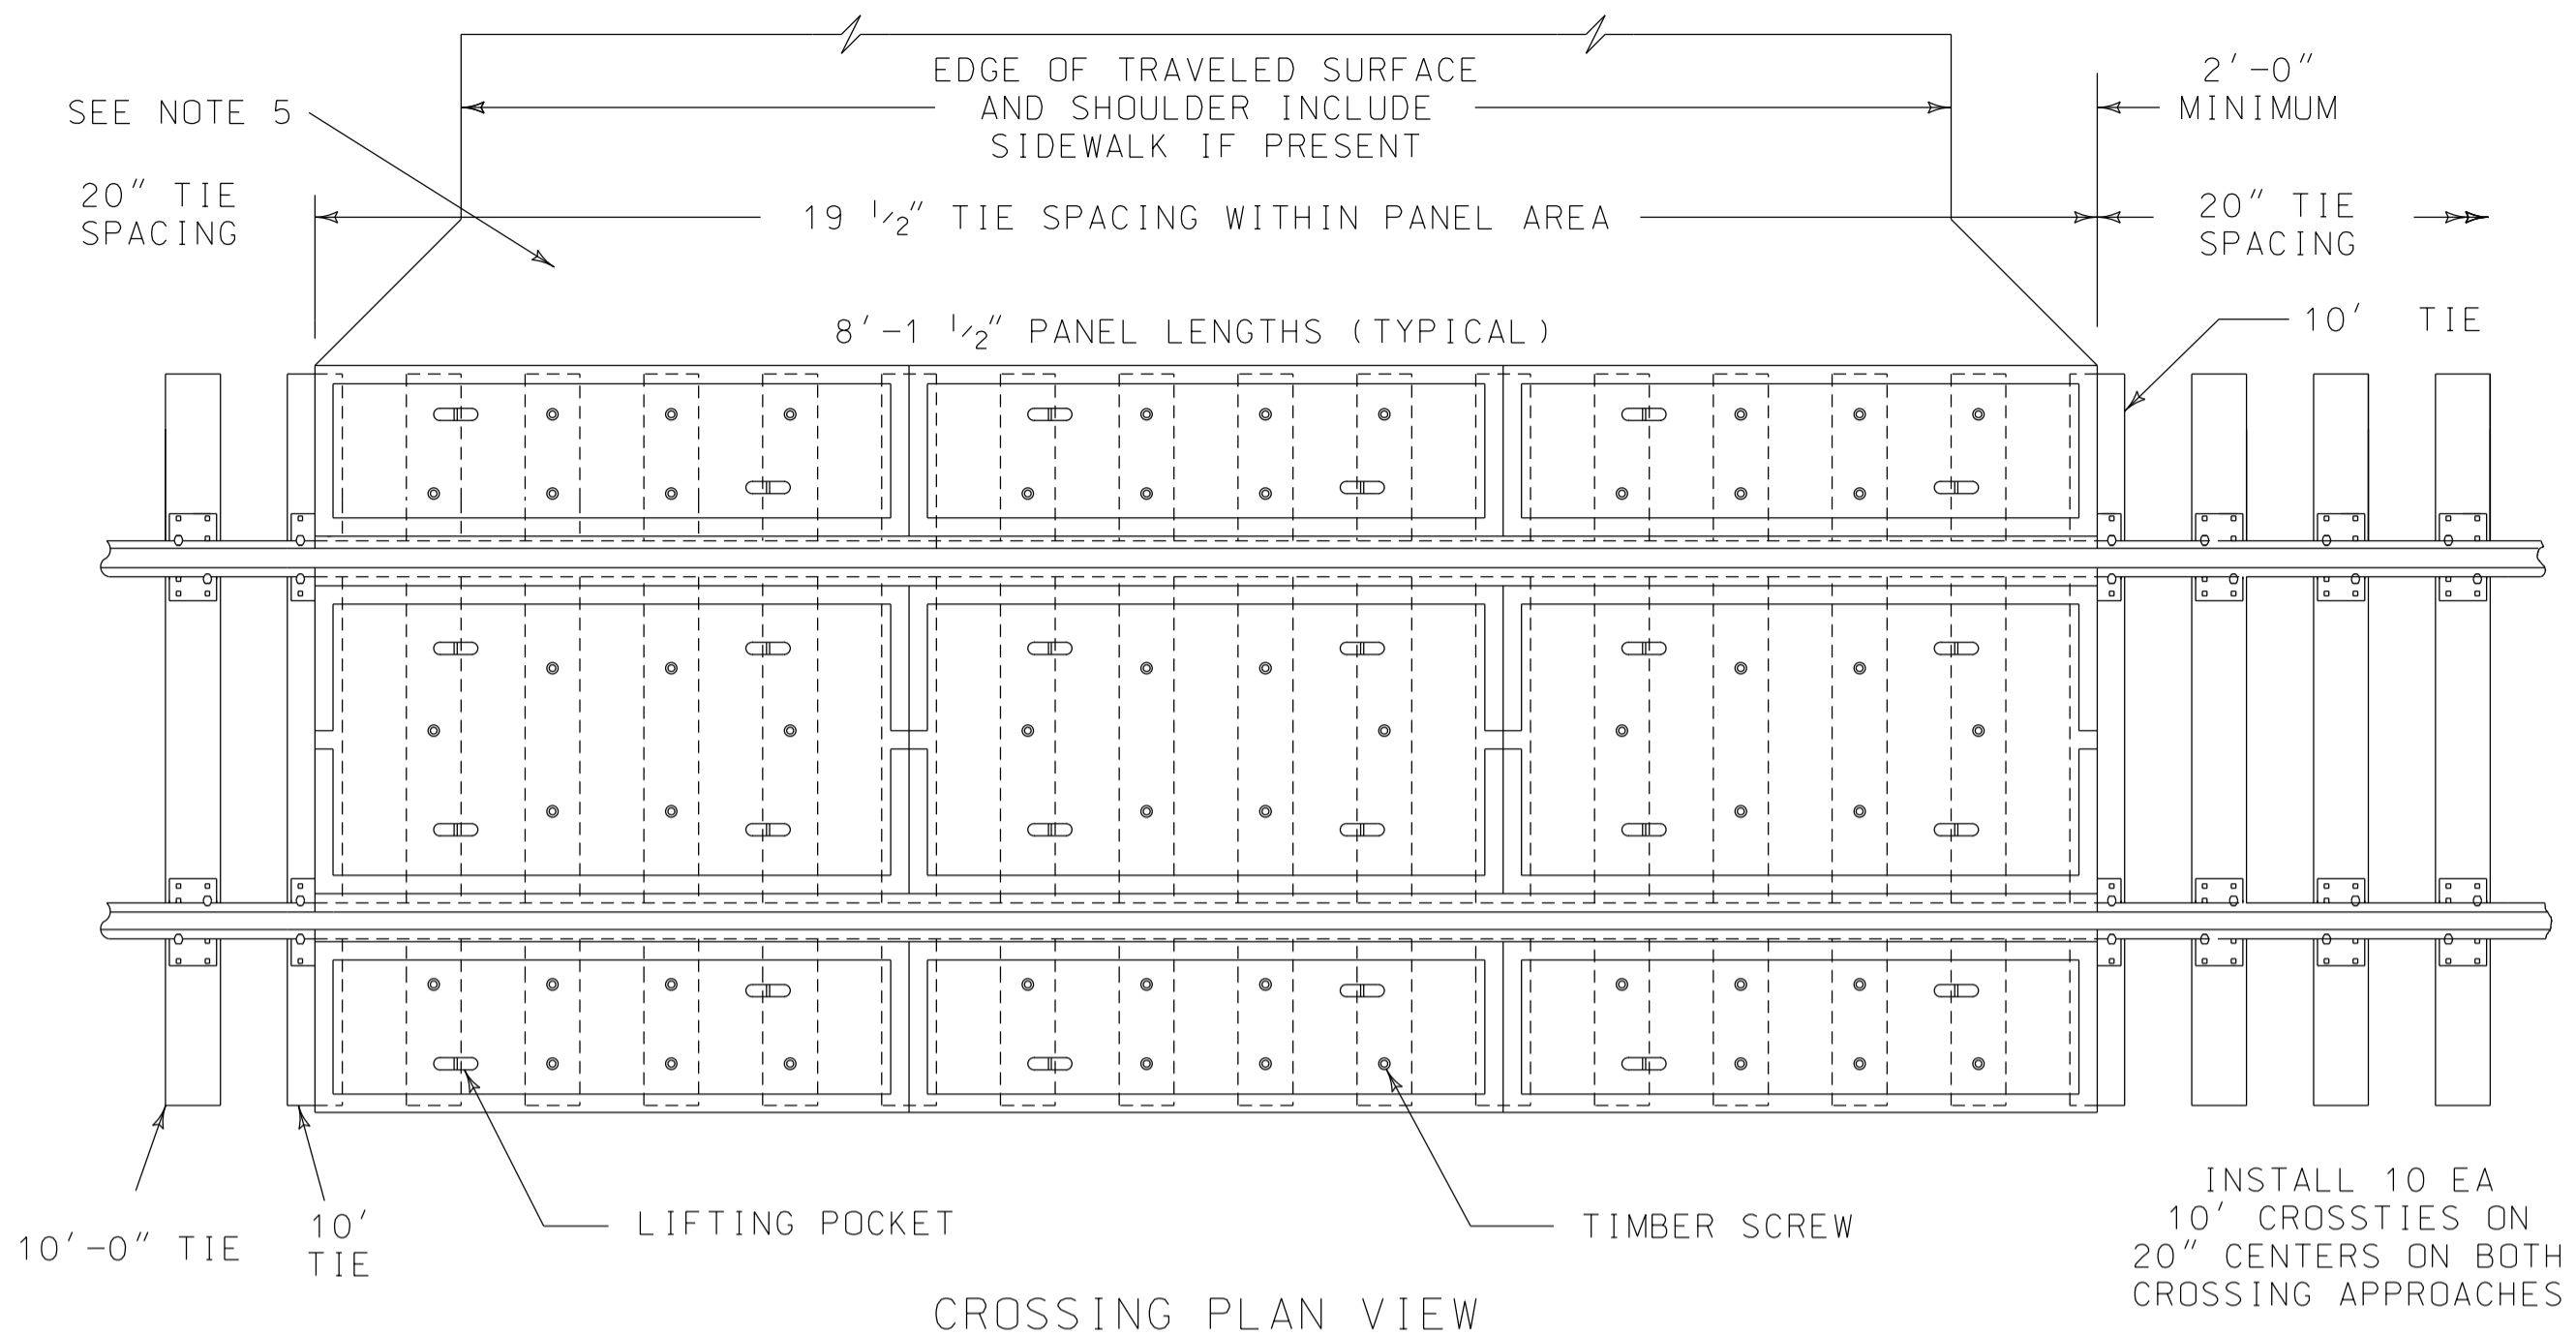 EDGE OF TRAVELED SURFACE
AND SHOULDER INCLUDE
SIDEWALK IF PRESENT
2'-0"
MINIMUM
SEE NOTE 5
20" TIE
SPACING
19 1/2" TIE SPACING WITHIN PANEL AREA
20" TIE
SPACING
8'-1 1/2" PANEL LENGTHS (TYPICAL)
10' TIE
10'-0" TIE
10'
TIE
LIFTING POCKET
TIMBER SCREW
INSTALL 10 EA
10' CROSSTIES ON
20" CENTERS ON BOTH
CROSSING APPROACHES
CROSSING PLAN VIEW